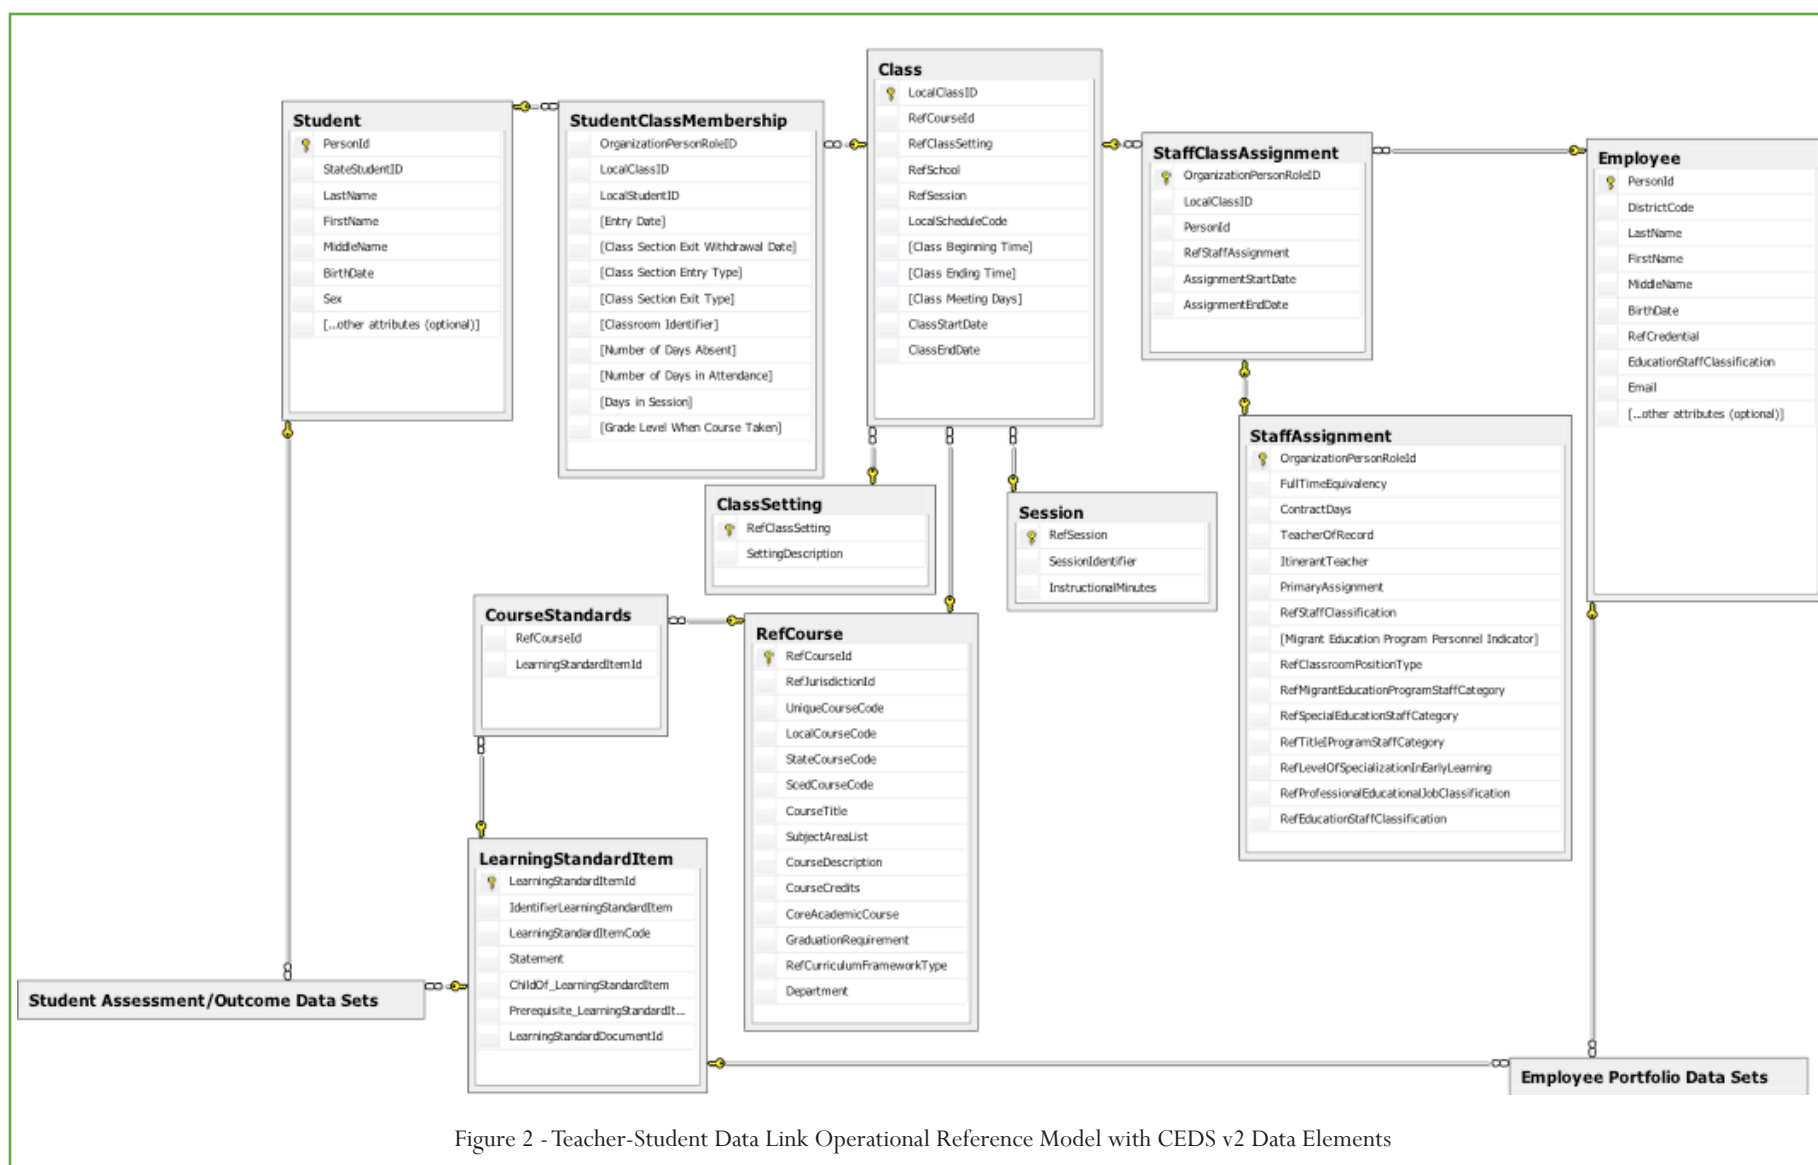 Student
PersonId
StateStudentID
LastName
FirstName
MiddleName
BirthDate
Sex
[...other attributes (optional)]
StudentClassMembership
OrganizationPersonRoleID
LocalClassID
LocalStudentID
[Entry Date]
[Class Section Exit Withdrawal Date]
[Class Section Entry Type]
[Class Section Exit Type]
[Classroom Identifier]
[Number of Days Absent]
[Number of Days in Attendance]
[Days in Session]
[Grade Level When Course Taken]
Class
LocalClassID
RefCourseId
RefClassSetting
RefSchool
RefSession
LocalScheduleCode
[Class Beginning Time]
[Class Ending Time]
[Class Meeting Days]
ClassStartDate
ClassEndDate
StaffClassAssignment
OrganizationPersonRoleID
LocalClassID
PersonId
RefStaffAssignment
AssignmentStartDate
AssignmentEndDate
Employee
PersonId
DistrictCode
LastName
FirstName
MiddleName
BirthDate
RefCredential
EducationStaffClassification
Email
[...other attributes (optional)]
ClassSetting
RefClassSetting
SettingDescription
Session
RefSession
SessionIdentifier
InstructionalMinutes
StaffAssignment
OrganizationPersonRoleId
FullTimeEquivalency
ContractDays
TeacherOfRecord
ItinerantTeacher
PrimaryAssignment
RefStaffClassification
[Migrant Education Program Personnel Indicator]
RefClassroomPositionType
RefMigrantEducationProgramStaffCategory
RefSpecialEducationStaffCategory
RefTitleIProgramStaffCategory
RefLevelOfSpecializationInEarlyLearning
RefProfessionalEducationalJobClassification
RefEducationStaffClassification
CourseStandards
RefCourseId
LearningStandardItemId
RefCourse
RefCourseId
RefJurisdictionId
UniqueCourseCode
LocalCourseCode
StateCourseCode
ScedCourseCode
CourseTitle
SubjectAreaList
CourseDescription
CourseCredits
CoreAcademicCourse
GraduationRequirement
RefCurriculumFrameworkType
Department
LearningStandardItem
LearningStandardItemId
IdentifierLearningStandardItem
LearningStandardItemCode
Statement
ChildOf_LearningStandardItem
Prerequisite_LearningStandardIt...
LearningStandardDocumentId
Student Assessment/Outcome Data Sets
Employee Portfolio Data Sets
Figure 2 - Teacher-Student Data Link Operational Reference Model with CEDS v2 Data Elements